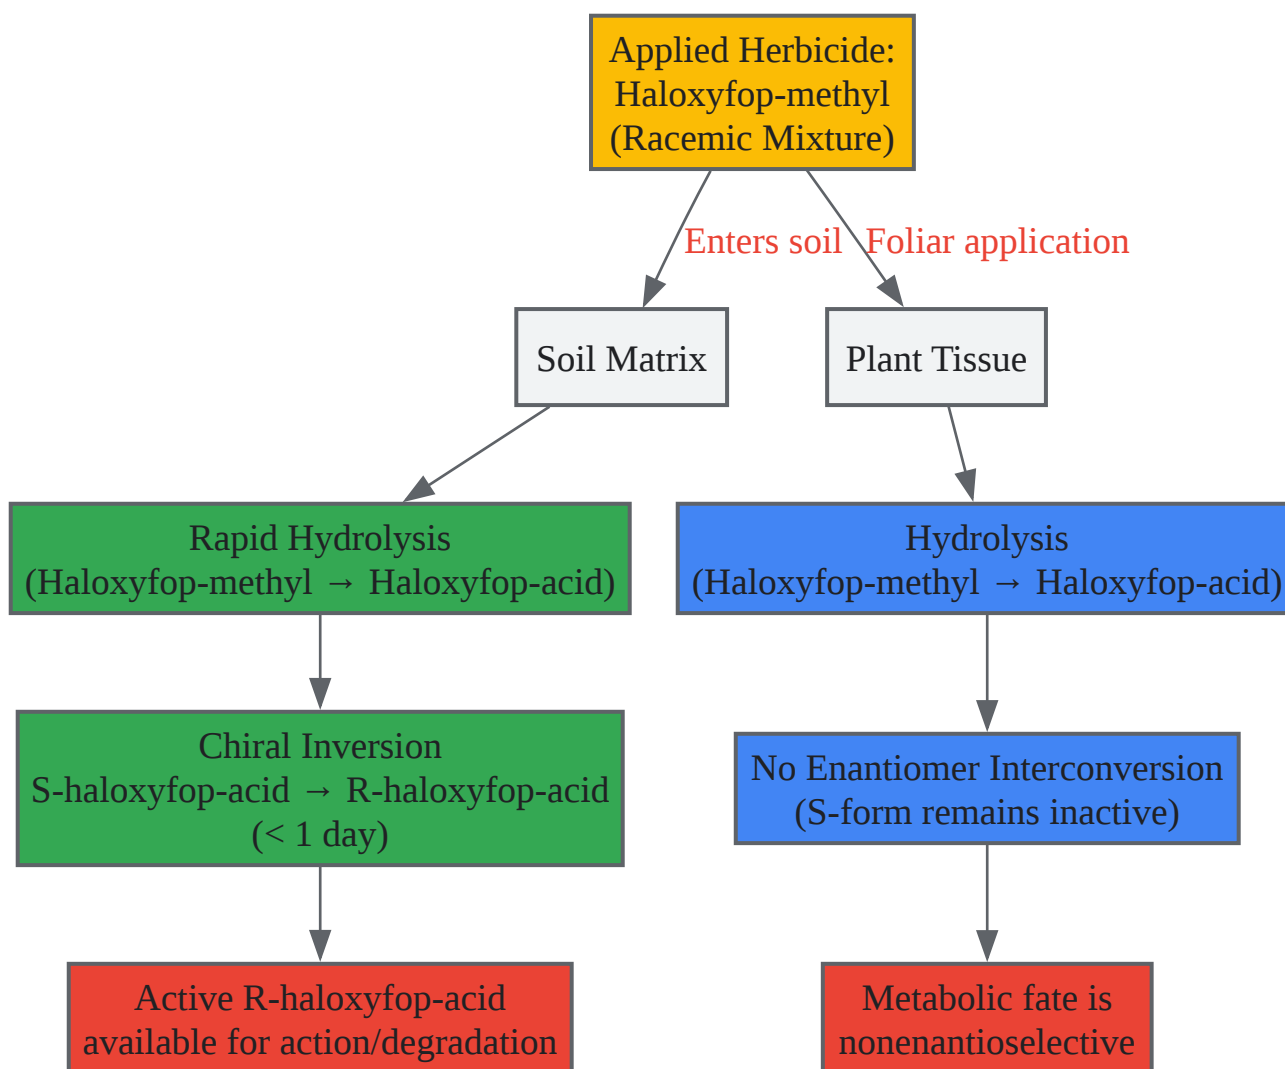 Applied Herbicide:
Haloxyfop-methyl
(Racemic Mixture)
Enters soil
Foliar application
Soil Matrix
Plant Tissue
Rapid Hydrolysis
(Haloxyfop-methyl → Haloxyfop-acid)
Hydrolysis
(Haloxyfop-methyl → Haloxyfop-acid)
Chiral Inversion
S-haloxyfop-acid → R-haloxyfop-acid
(< 1 day)
No Enantiomer Interconversion
(S-form remains inactive)
Active R-haloxyfop-acid
available for action/degradation
Metabolic fate is
nonenantioselective